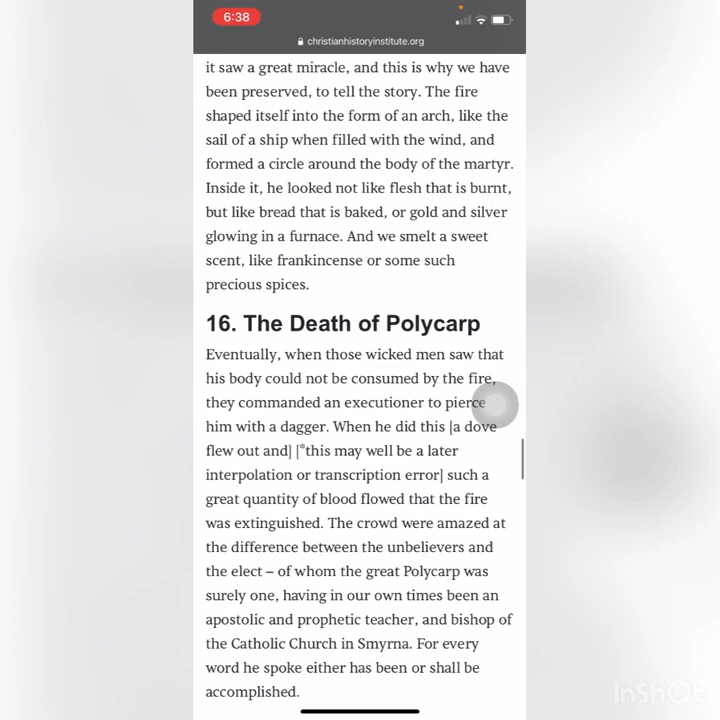 6:38
christianhistoryinstitute.org
it saw a great miracle, and this is why we have
been preserved, to tell the story. The fire
shaped itself into the form of an arch, like the
sail of a ship when filled with the wind, and
formed a circle around the body of the martyr.
Inside it, he looked not like flesh that is burnt,
but like bread that is baked, or gold and silver
glowing in a furnace. And we smelt a sweet
scent, like frankincense or some such
precious spices.
16. The Death of Polycarp
Eventually, when those wicked men saw that
his body could not be consumed by the fire,
they commanded an executioner to pierce
him with a dagger. When he did this [a dove
flew out and] [*this may well be a later
interpolation or transcription error] such a
great quantity of blood flowed that the fire
was extinguished. The crowd were amazed at
the difference between the unbelievers and
the elect – of whom the great Polycarp was
surely one, having in our own times been an
apostolic and prophetic teacher, and bishop of
the Catholic Church in Smyrna. For every
word he spoke either has been or shall be
accomplished.
InShOt